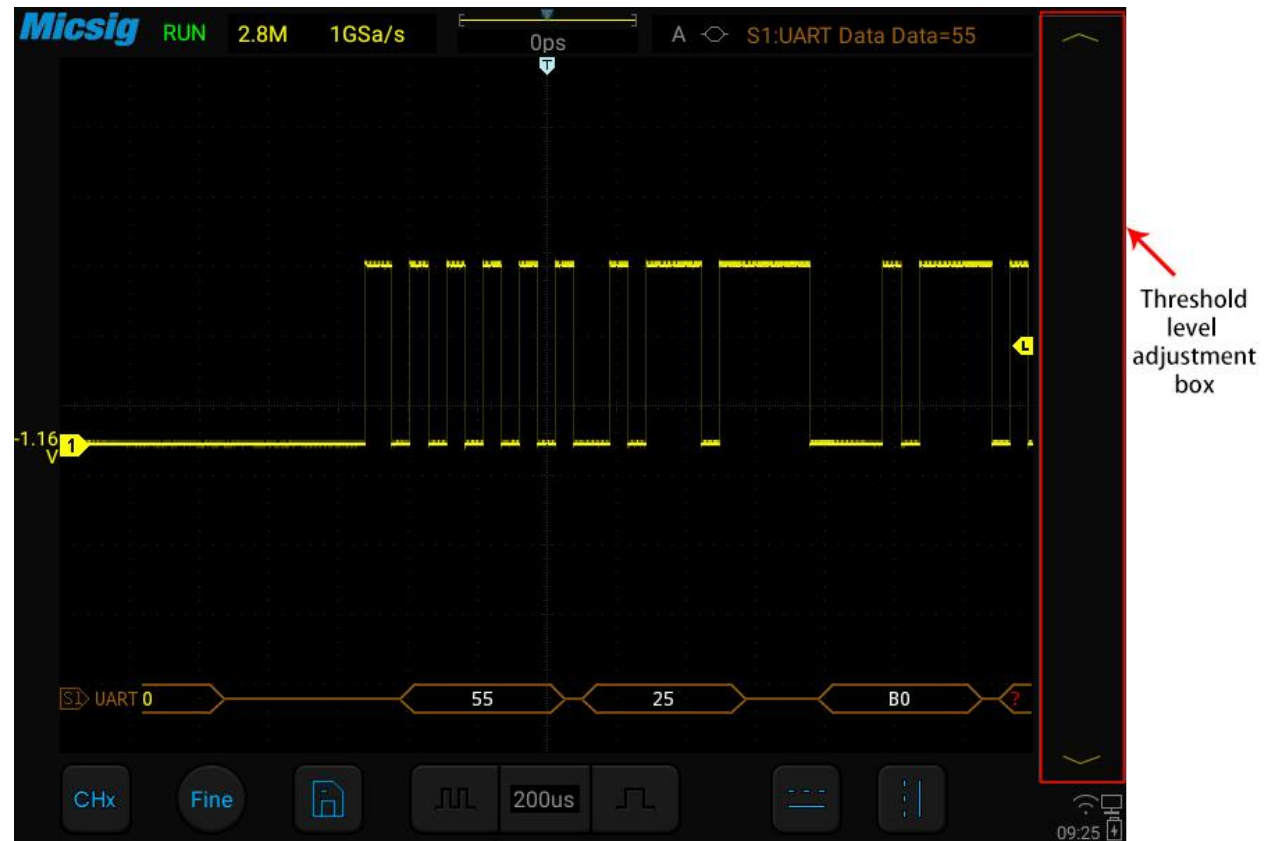 Micsig RUN 2.8M 1GSa/s 0ps A S1:UART Data Data=55
T
Threshold
level
adjustment
box
L
-1.16
V
1
S1 UART 0 55 25 B0 ?
CHx Fine 200us
09:25